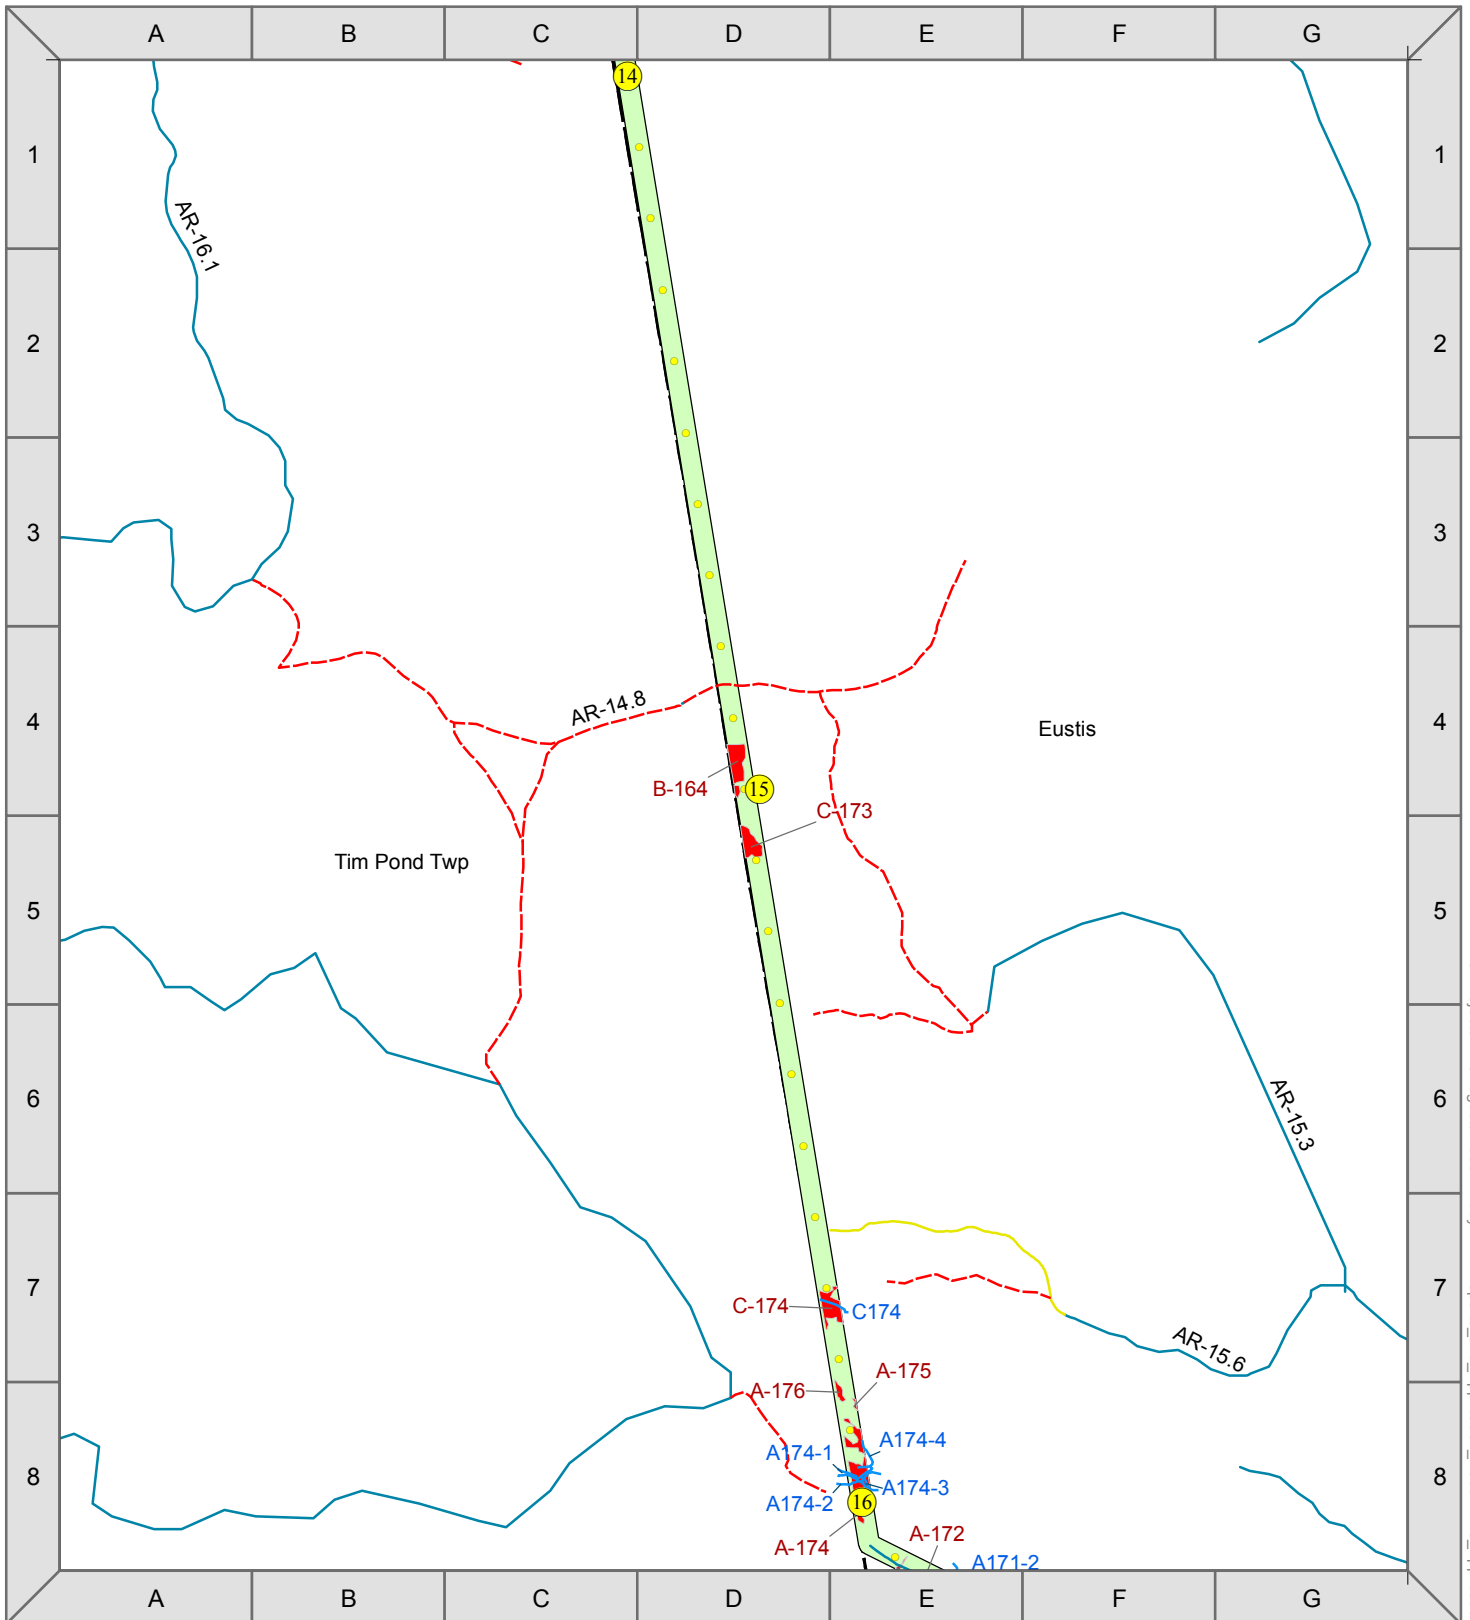 A B C D E F G
14
1 1
AR-16.1
2 2
3 3
AR-14.8
4 4
Eustis
B-164
15
C-173
Tim Pond Twp
5 5
6 6
AR-15.3
7 7
C-174
C174
AR-15.6
A-175
A-176
A174-4
A174-1
8 8
A174-3
A174-2
16
A-172
A-174
A171-2
A B C D E F G